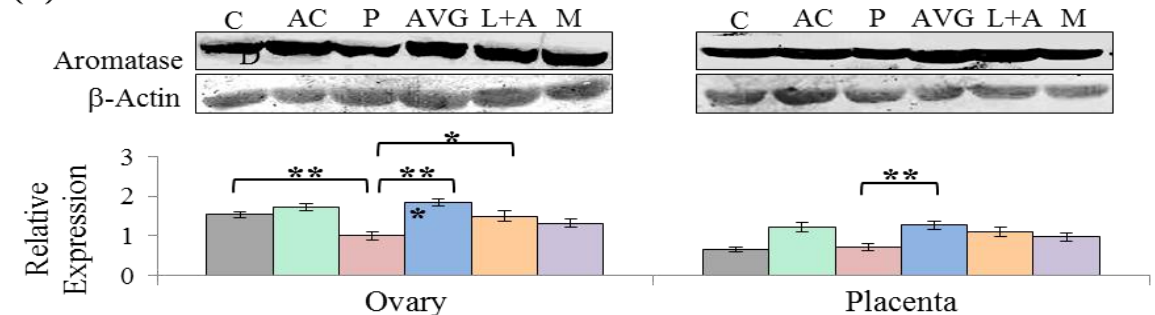 C AC P AVG L+A M C AC P AVG L+A M
Aromatase D
β-Actin
*
** ** **
*
3
2
1
0
Relative
Expression
Ovary Placenta